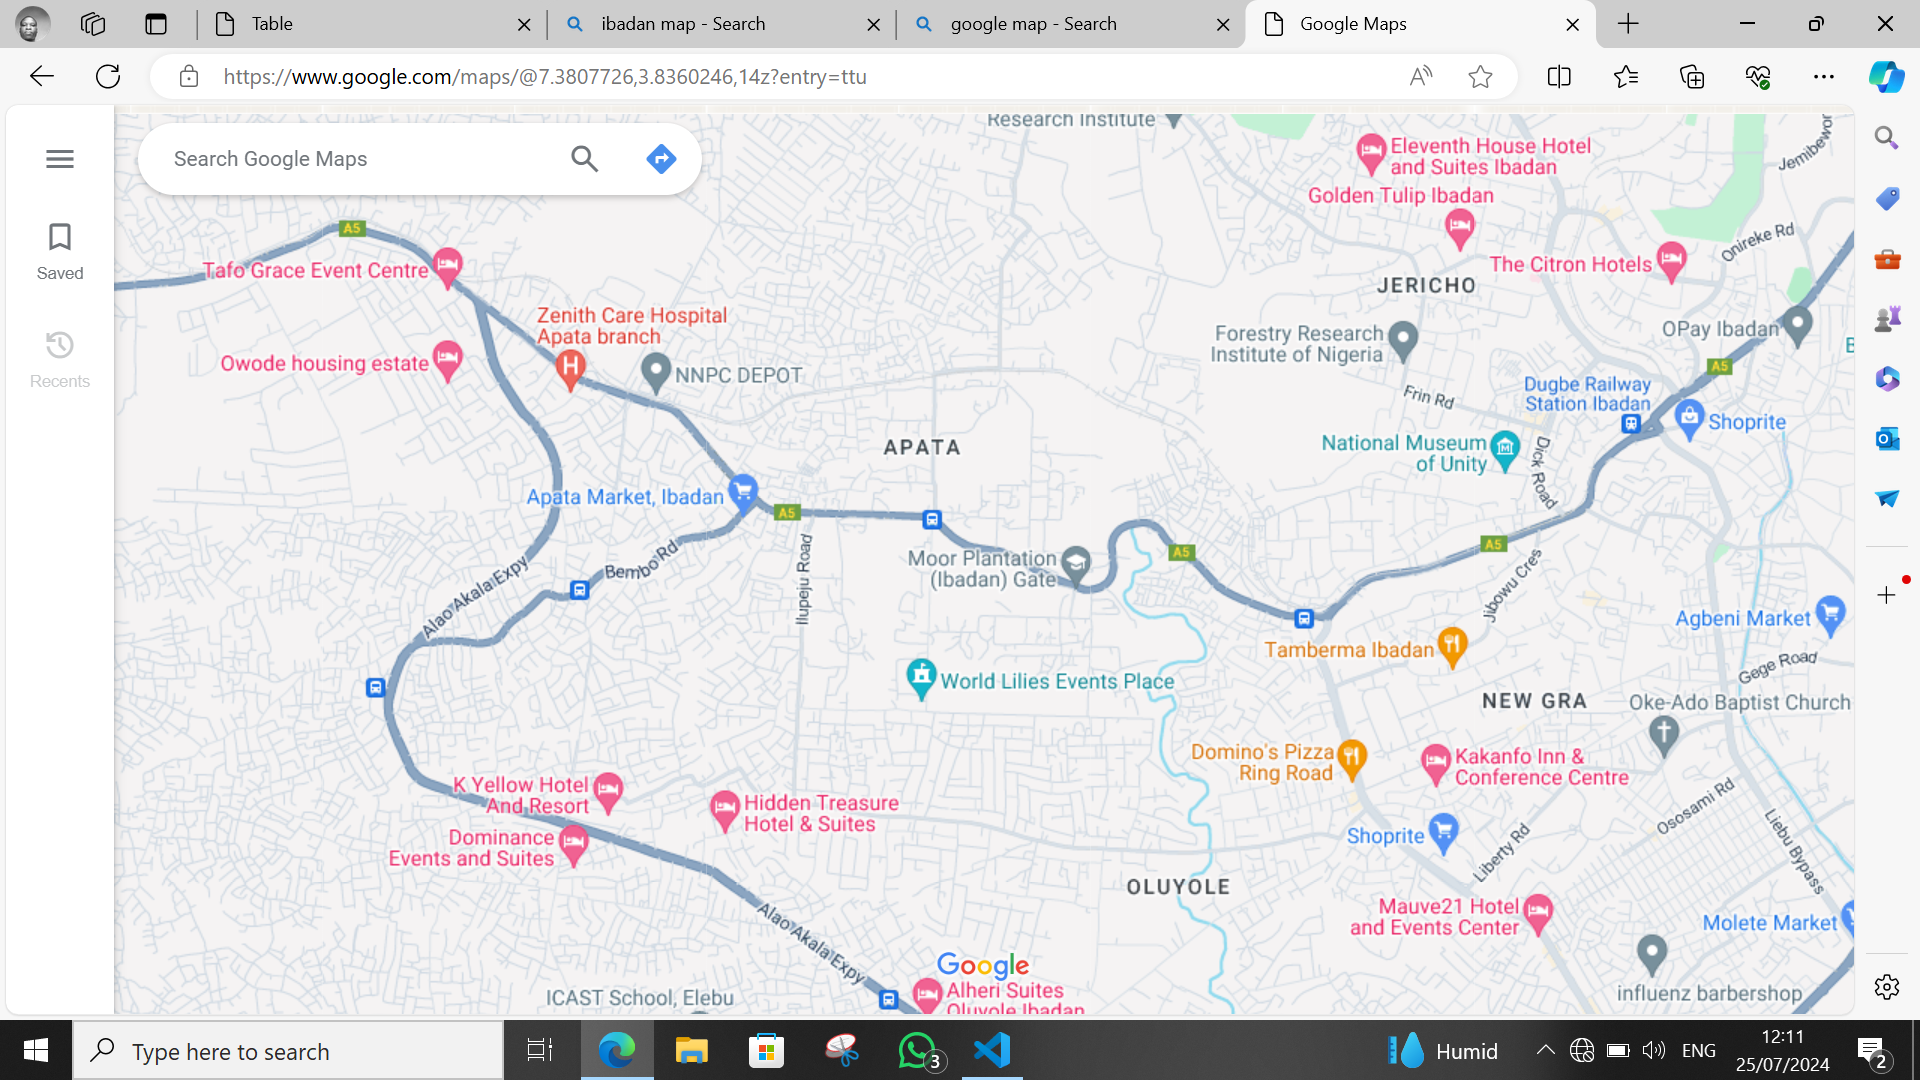 Table
ibadan map - Search
google map - Search
Google Maps
https://www.google.com/maps/@7.3807726,3.8360246,14z?entry=ttu
Search Google Maps
Saved
Recents
Research Institute
Eleventh House Hotel
and Suites Ibadan
Golden Tulip Ibadan
Onireke Rd
A5
Tafo Grace Event Centre
The Citron Hotels
JERICHO
Zenith Care Hospital
Apata branch
Forestry Research
Institute of Nigeria
OPay Ibadan
Owode housing estate
NNPC DEPOT
A5
Frin Rd
Dugbe Railway
Station Ibadan
Shoprite
APATA
National Museum
of Unity
Dick Road
Apata Market, Ibadan
A5
A5
A5
Moor Plantation
(Ibadan) Gate
Bembo Rd
Ilupeju Road
Alao Akala Expy
Jibowu Cres
Agbeni Market
Tamberma Ibadan
Gege Road
World Lilies Events Place
NEW GRA
Oke-Ado Baptist Church
Domino's Pizza
Ring Road
Kakanfo Inn &
Conference Centre
K Yellow Hotel
And Resort
Hidden Treasure
Hotel & Suites
Ososami Rd
Dominance
Events and Suites
Shoprite
Liberty Rd
Liebu Bypass
OLUYOLE
Mauve21 Hotel
and Events Center
Molete Market
Alao Akala Expy
Google
ICAST School, Elebu
Alheri Suites
Oluyole Ibadan
influenz barbershop
Type here to search
3
Humid
ENG
12:11
25/07/2024
2